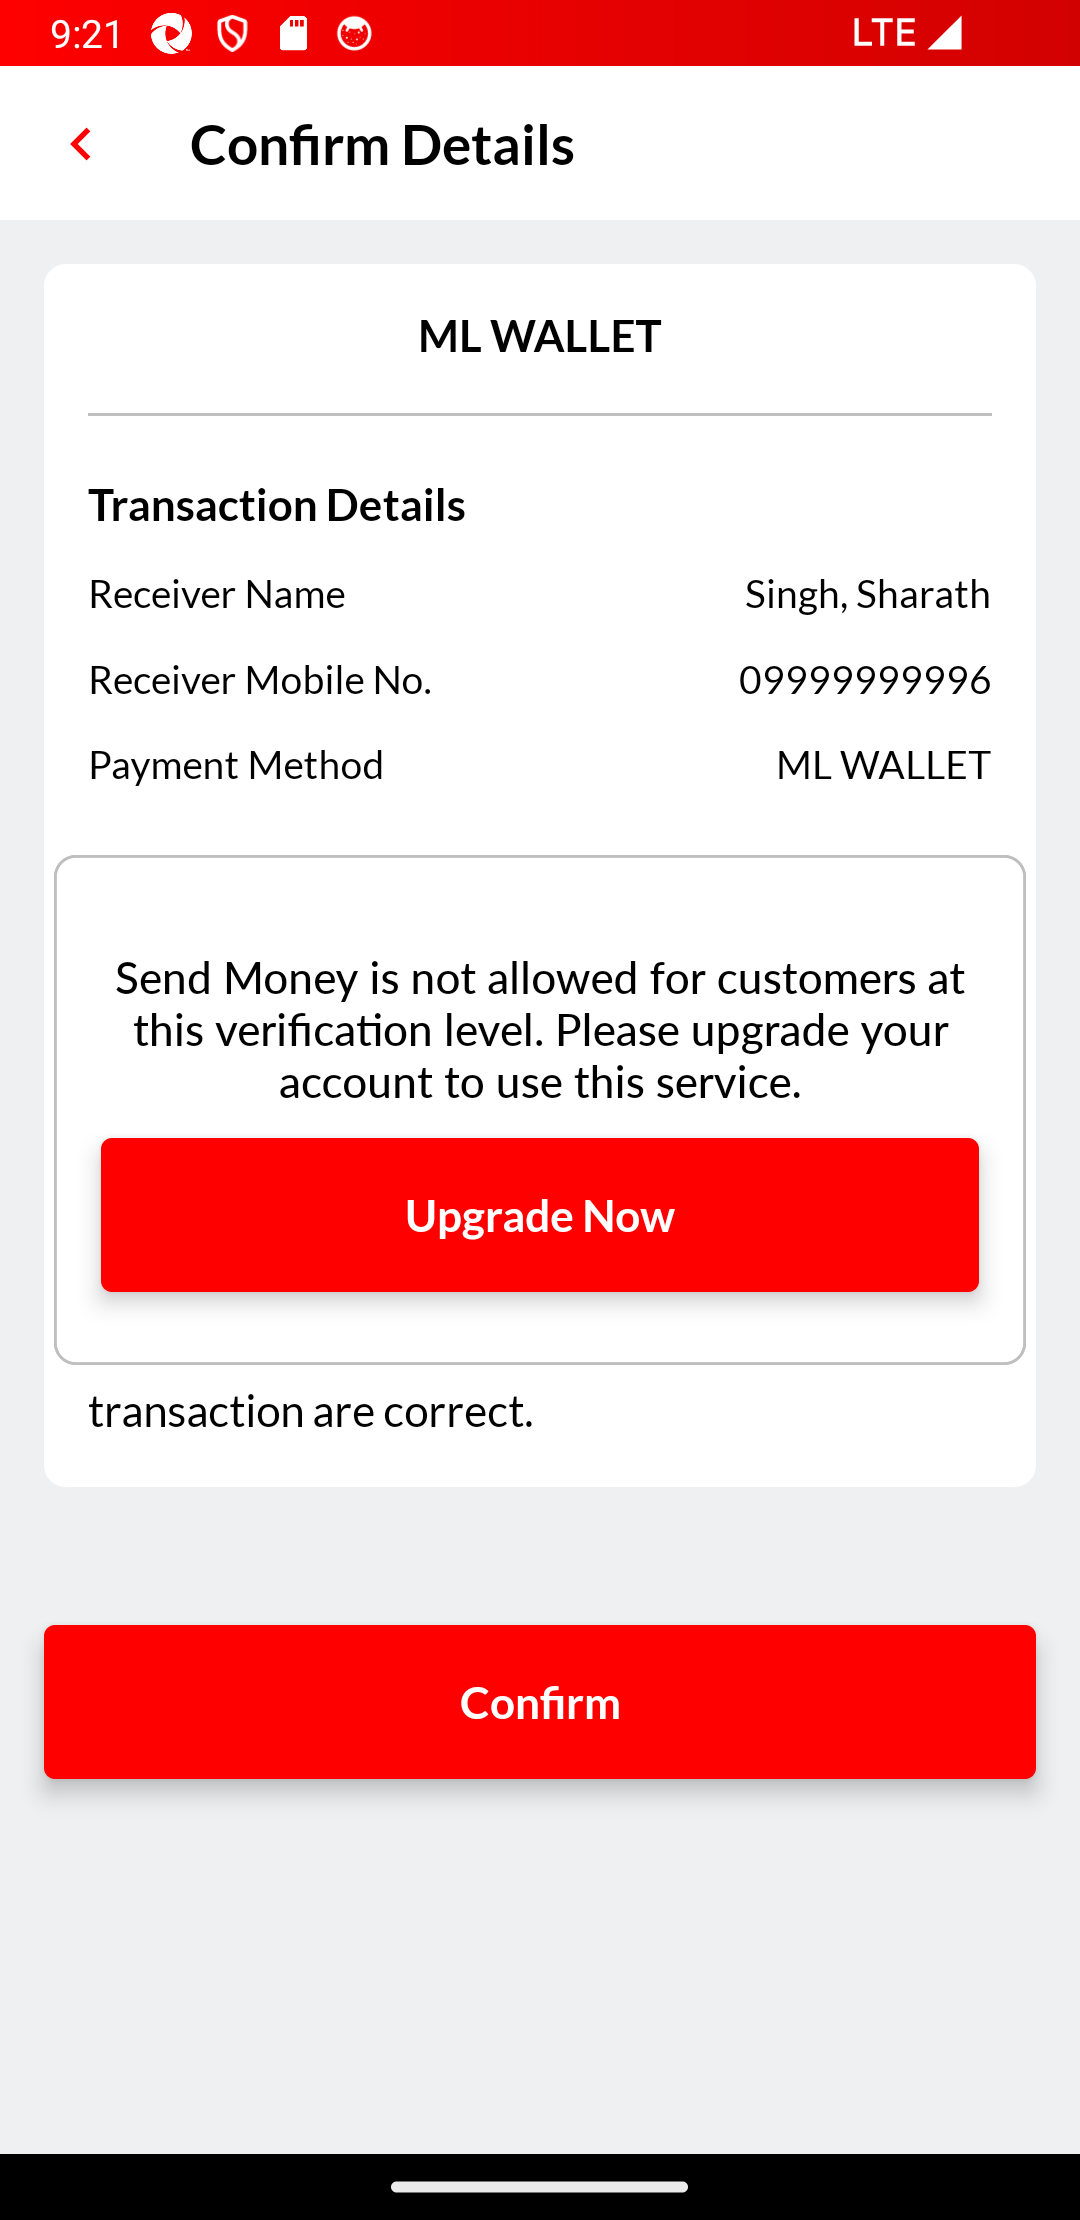 9:21
LTE
Confirm Details
ML WALLET
Transaction Details
Receiver Name Singh, Sharath
Receiver Mobile No. 09999999996
Payment Method ML WALLET
Send Money is not allowed for customers at
this verification level. Please upgrade your
account to use this service.
Upgrade Now
transaction are correct.
Confirm